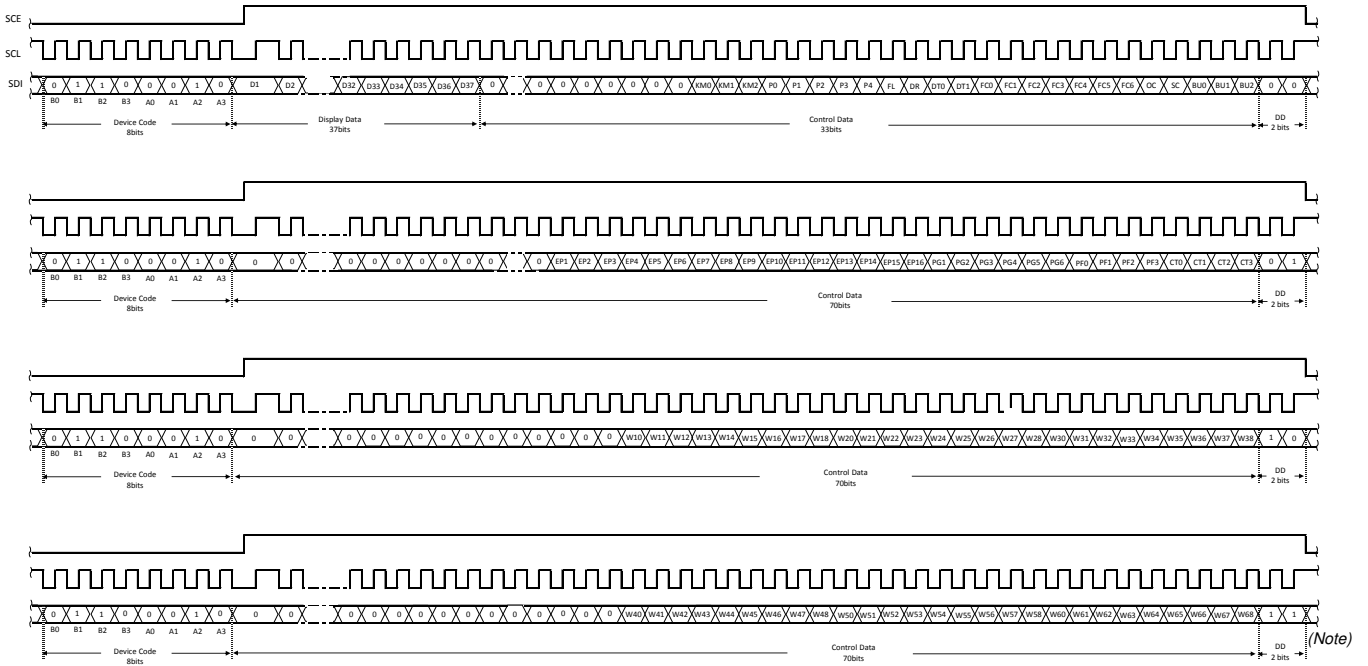 SCE
SCL
SDI 0 1 1 0 0 0 1 0 D1 D2 D32 D33 D34 D35 D36 D37 0 0 0 0 0 0 0 0 KM0 KM1 KM2 P0 P1 P2 P3 P4 FL DR DT0 DT1 FC0 FC1 FC2 FC3 FC4 FC5 FC6 OC SC BU0 BU1 BU2 0 0
B0 B1 B2 B3 A0 A1 A2 A3
Device Code Display Data Control Data DD
8bits 37bits 33bits 2 bits
0 1 1 0 0 0 1 0 0 0 0 0 0 0 0 0 0 0 EP1 EP2 EP3 EP4 EP5 EP6 EP7 EP8 EP9 EP10 EP11 EP12 EP13 EP14 EP15 EP16 PG1 PG2 PG3 PG4 PG5 PG6 PF0 PF1 PF2 PF3 CT0 CT1 CT2 CT3 0 1
B0 B1 B2 B3 A0 A1 A2 A3
Device Code Control Data DD
8bits 70bits 2 bits
0 1 1 0 0 0 1 0 0 0 0 0 0 0 0 0 0 0 0 0 0 0 W10 W11 W12 W13 W14 W15 W16 W17 W18 W20 W21 W22 W23 W24 W25 W26 W27 W28 W30 W31 W32 W33 W34 W35 W36 W37 W38 1 0
B0 B1 B2 B3 A0 A1 A2 A3
Device Code Control Data DD
8bits 70bits 2 bits
0 1 1 0 0 0 1 0 0 0 0 0 0 0 0 0 0 0 0 0 0 0 W40 W41 W42 W43 W44 W45 W46 W47 W48 W50 W51 W52 W53 W54 W55 W56 W57 W58 W60 W61 W62 W63 W64 W65 W66 W67 W68 1 1
B0 B1 B2 B3 A0 A1 A2 A3 (Note)
Device Code Control Data DD
8bits 70bits 2 bits